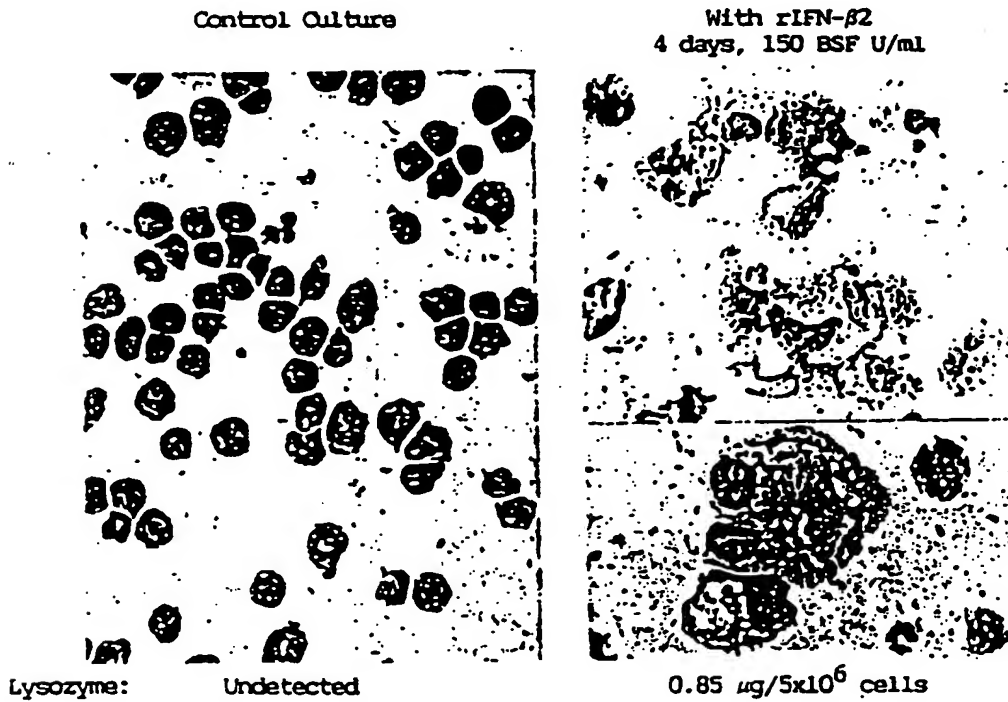 Control Culture
With rIFN-β2
4 days, 150 BSF U/ml
Lysozyme: Undetected
0.85 μg/5x10⁶ cells